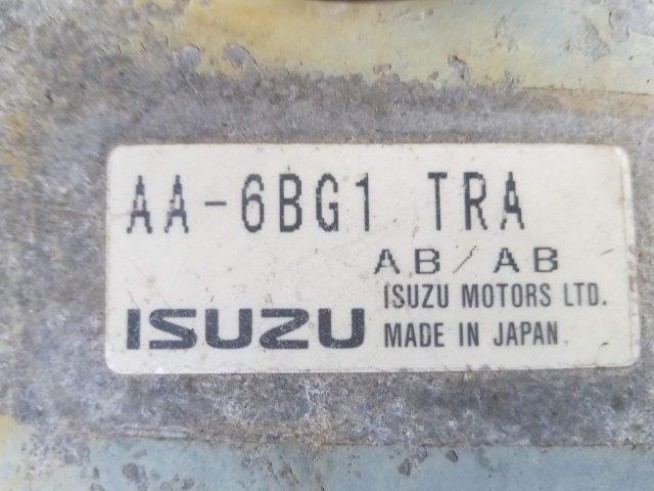 AA-6BG1 TRA
AB/AB
ISUZU MOTORS LTD.
ISUZU MADE IN JAPAN